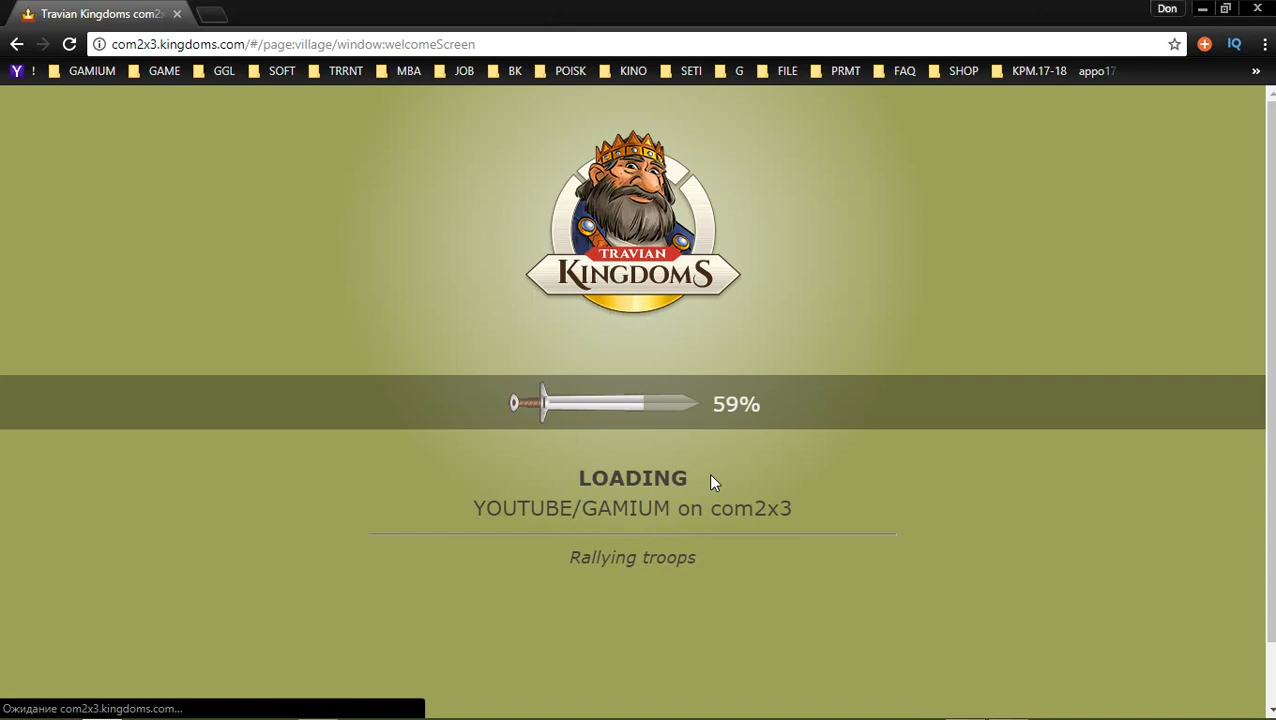 Travian Kingdoms com2x
Don
com2x3.kingdoms.com/#/page:village/window:welcomeScreen
IQ
Y ! GAMIUM GAME GGL SOFT TRRNT MBA JOB BK POISK KINO SETI G FILE PRMT FAQ SHOP KPM.17-18 appo17 »
TRAVIAN
KINGDOMS
59%
LOADING
YOUTUBE/GAMIUM on com2x3
Rallying troops
Ожидание com2x3.kingdoms.com...